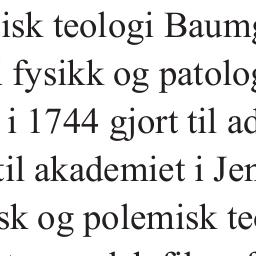 isk teologi Baumg
fysikk og patolog
i 1744 gjort til ad
til akademiet i Jen
sk og polemisk teo